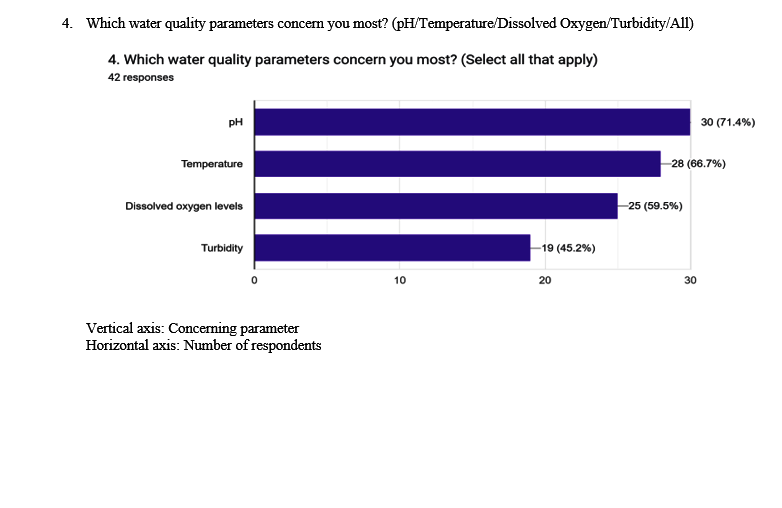 4. Which water quality parameters concern you most? (pH/Temperature/Dissolved Oxygen/Turbidity/All)
4. Which water quality parameters concern you most? (Select all that apply)
42 responses
pH 30 (71.4%)
Temperature 28 (66.7%)
Dissolved oxygen levels 25 (59.5%)
Turbidity 19 (45.2%)
0 10 20 30
Vertical axis: Concerning parameter
Horizontal axis: Number of respondents